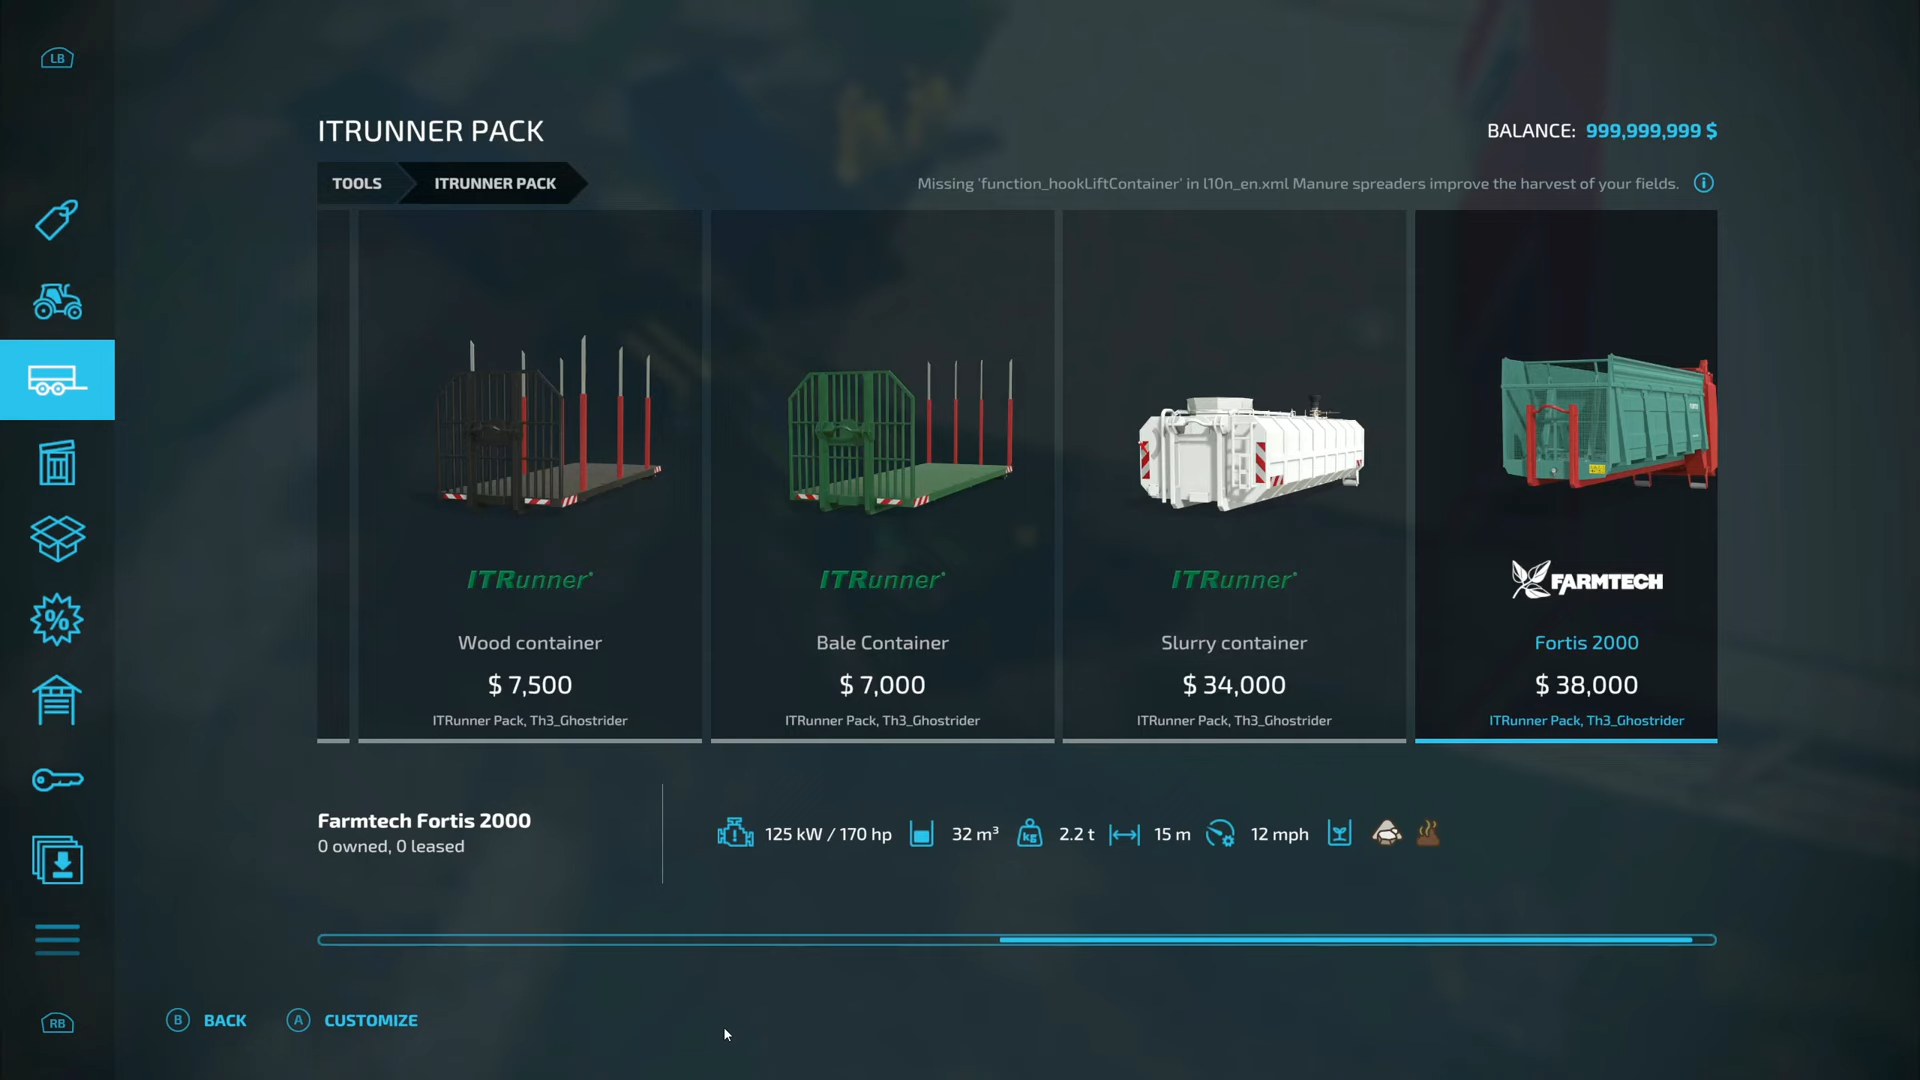 LB
ITRUNNER PACK
BALANCE: 999,999,999 $
TOOLS
ITRUNNER PACK
Missing 'function_hookLiftContainer' in l10n_en.xml Manure spreaders improve the harvest of your fields.
ITRunner
Wood container
$ 7,500
ITRunner Pack, Th3_Ghostrider
ITRunner
Bale Container
$ 7,000
ITRunner Pack, Th3_Ghostrider
ITRunner
Slurry container
$ 34,000
ITRunner Pack, Th3_Ghostrider
FARMTECH
Fortis 2000
$ 38,000
ITRunner Pack, Th3_Ghostrider
Farmtech Fortis 2000
0 owned, 0 leased
125 kW / 170 hp
32 m³
kg
2.2 t
15 m
12 mph
RB
B BACK
A CUSTOMIZE